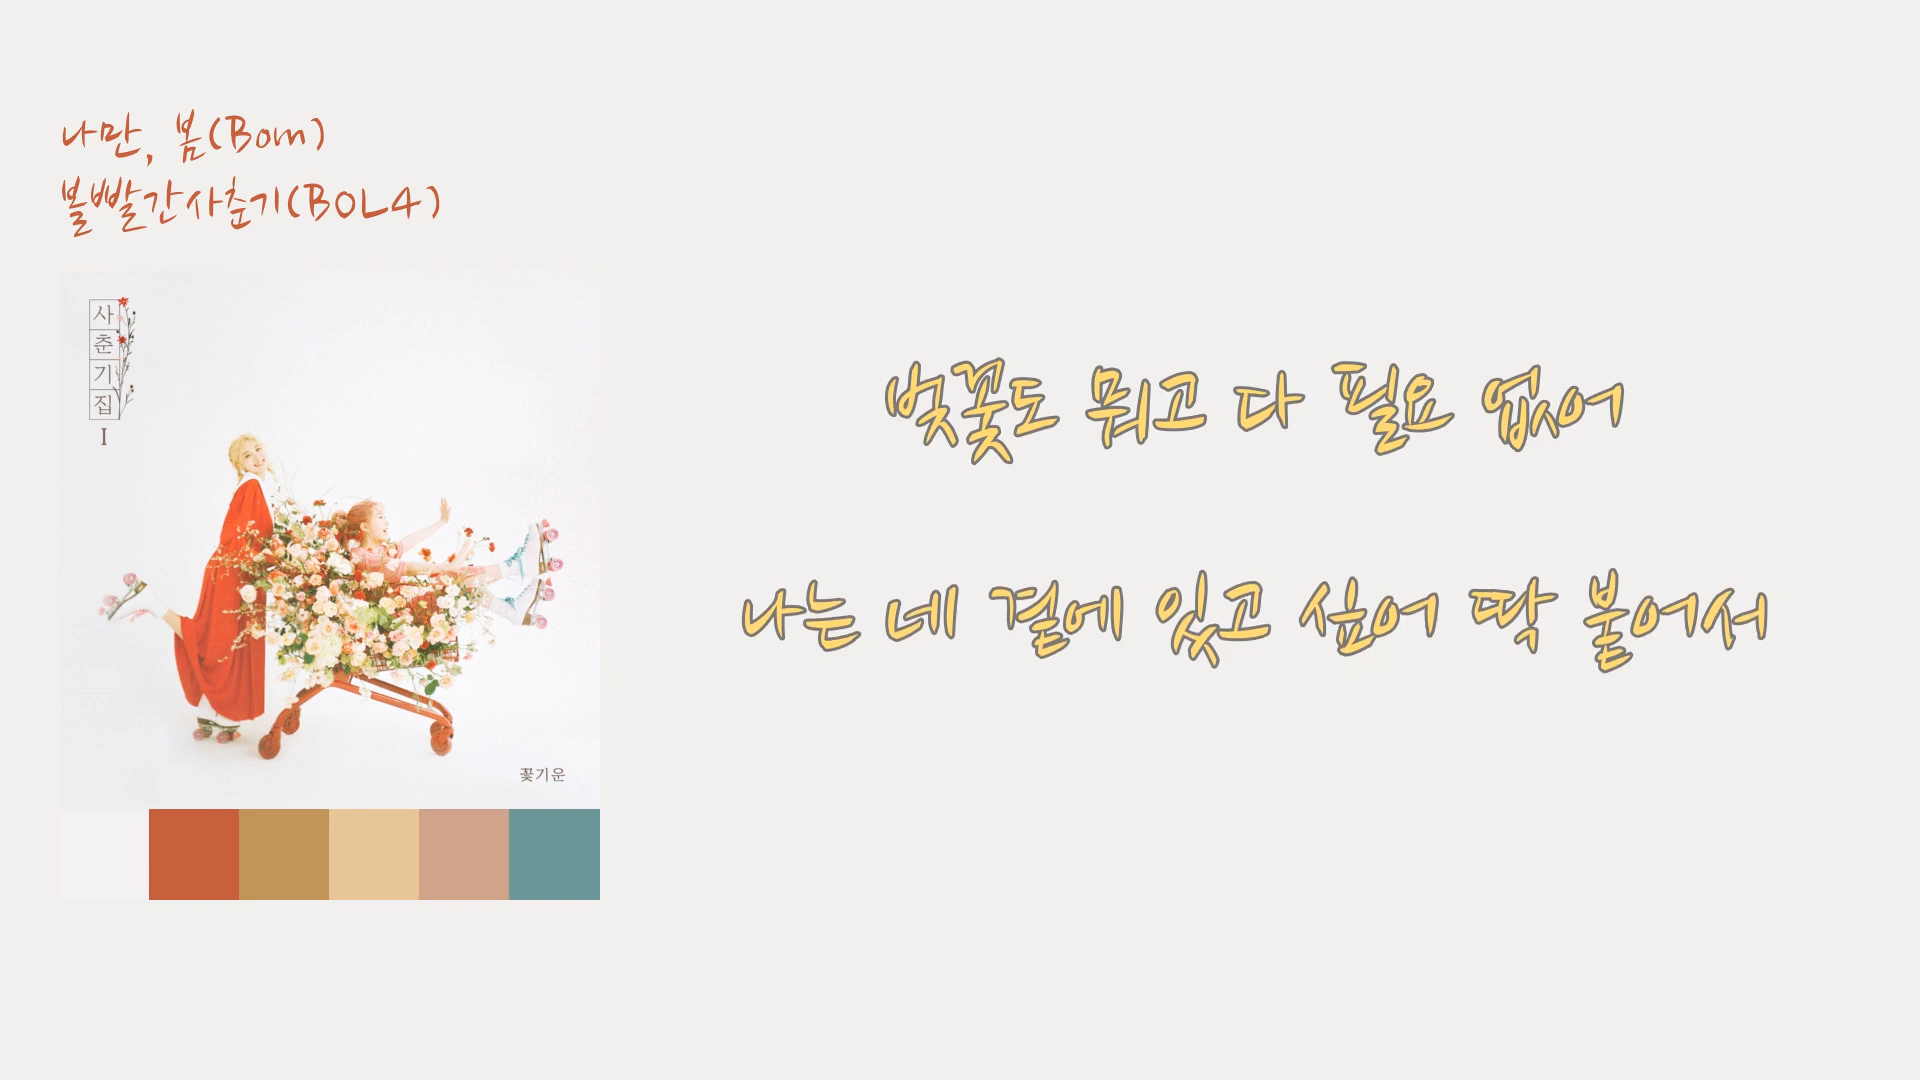 나만, 봄(Bom)
볼빨간사춘기(BOL4)
사
춘
기
집
I
꽃기운
벚꽃도 뭐고 다 필요 없어
나는 네 곁에 있고 싶어 딱 붙어서